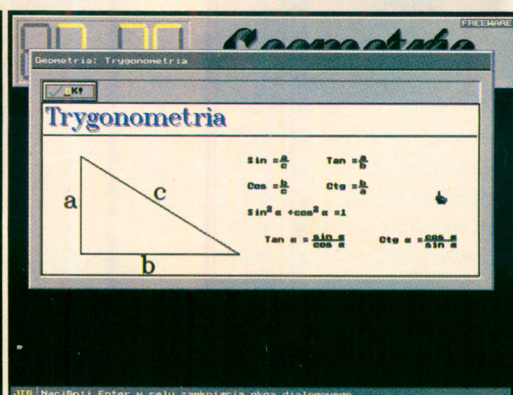 FREEWARE
Geometria
Geometria: Trygonometria
OK!
Trygonometria
a
c
b
Sin = a/c Tan = a/b
Cos = b/c Ctg = b/a
Sin² α + cos² α = 1
Tan α = sin α/cos α Ctg α = cos α/sin α
Naciśnij Enter w celu zamknięcia okna dialogowego